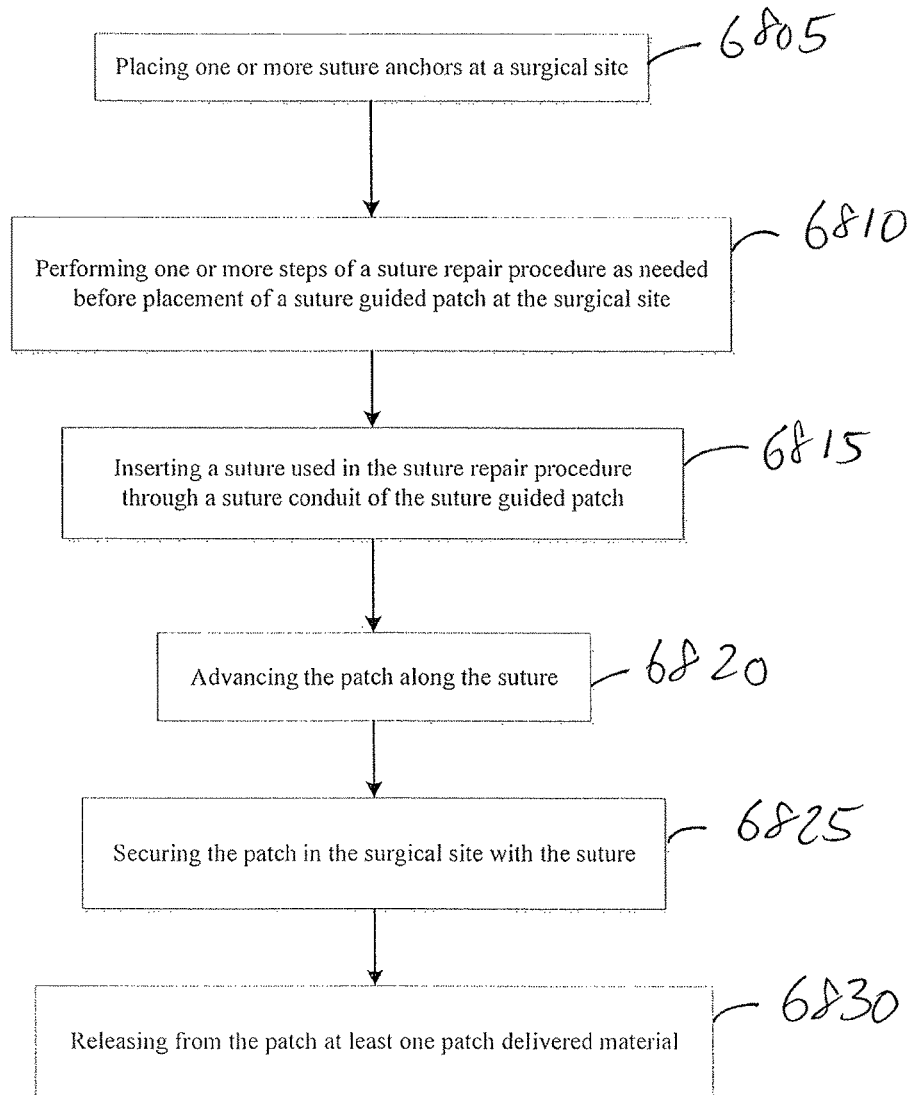 Placing one or more suture anchors at a surgical site
6805
Performing one or more steps of a suture repair procedure as needed
before placement of a suture guided patch at the surgical site
6810
Inserting a suture used in the suture repair procedure
through a suture conduit of the suture guided patch
6815
Advancing the patch along the suture
6820
Securing the patch in the surgical site with the suture
6825
Releasing from the patch at least one patch delivered material
6830